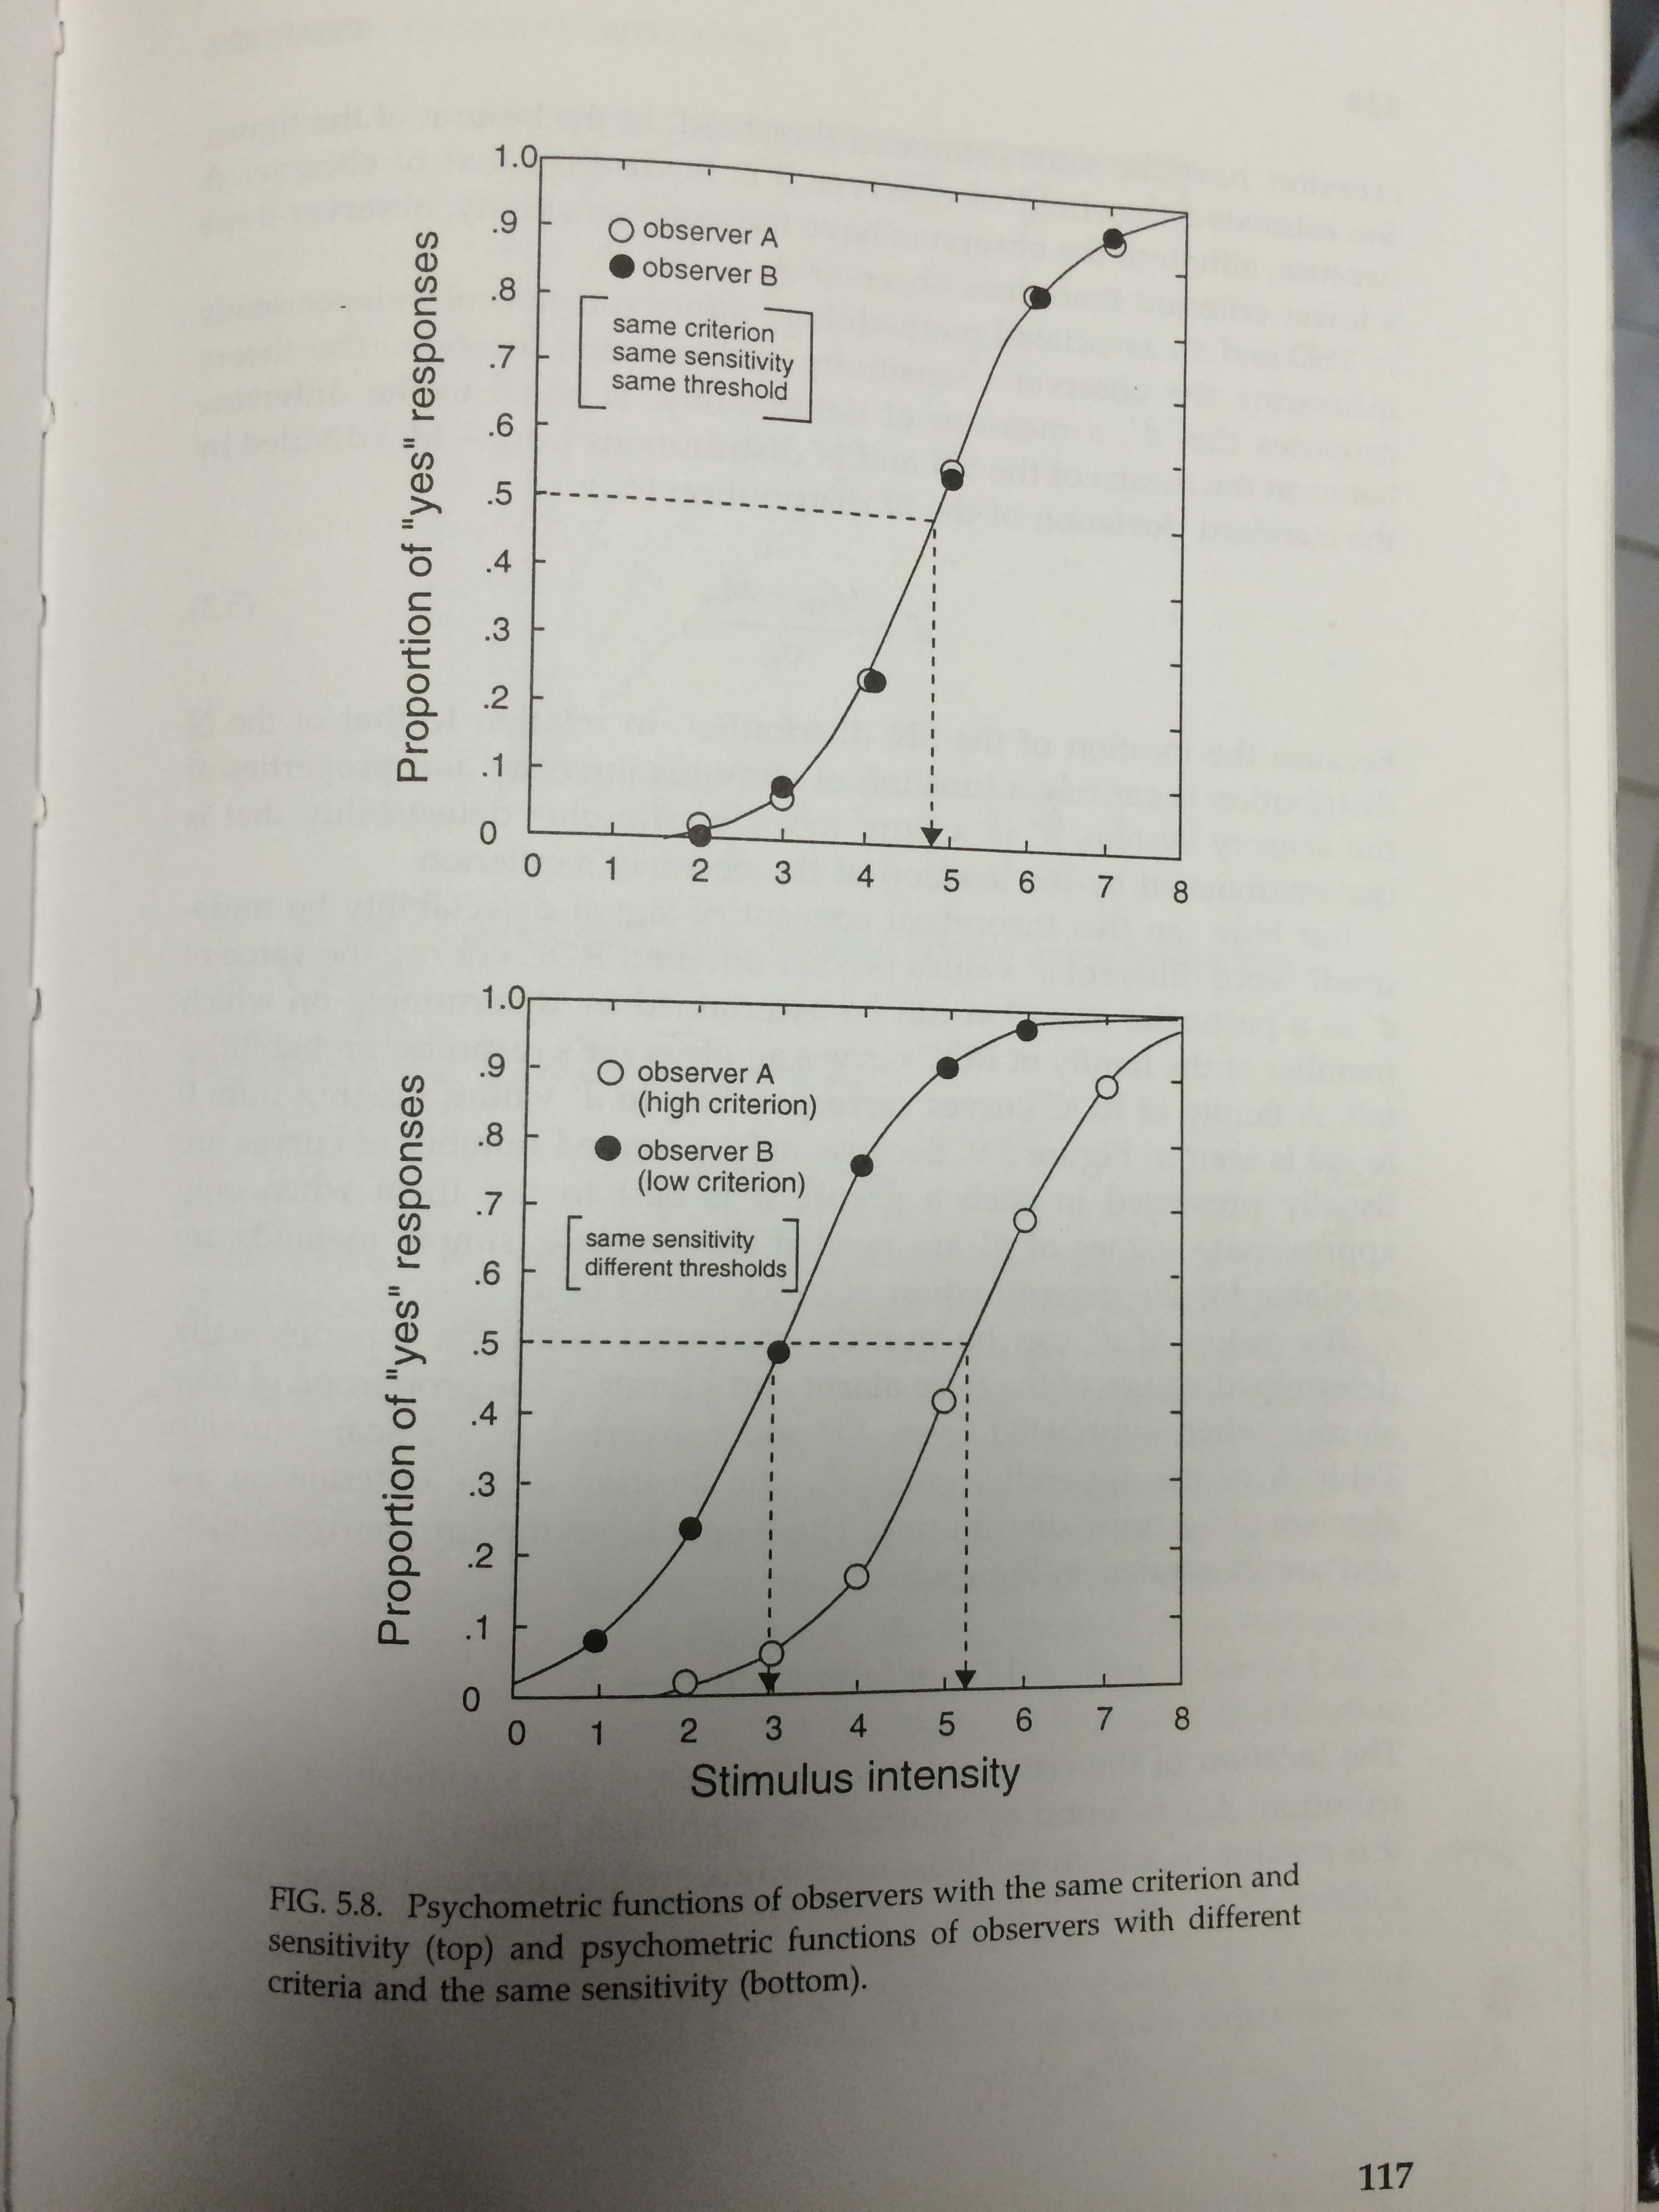 1.0
.9
.8
.7
.6
.5
.4
.3
.2
.1
0
Proportion of "yes" responses
observer A
observer B
same criterion
same sensitivity
same threshold
0 1 2 3 4 5 6 7 8
1.0
.9
.8
.7
.6
.5
.4
.3
.2
.1
0
Proportion of "yes" responses
observer A
(high criterion)
observer B
(low criterion)
same sensitivity
different thresholds
0 1 2 3 4 5 6 7 8
Stimulus intensity
FIG. 5.8. Psychometric functions of observers with the same criterion and
sensitivity (top) and psychometric functions of observers with different
criteria and the same sensitivity (bottom).
117